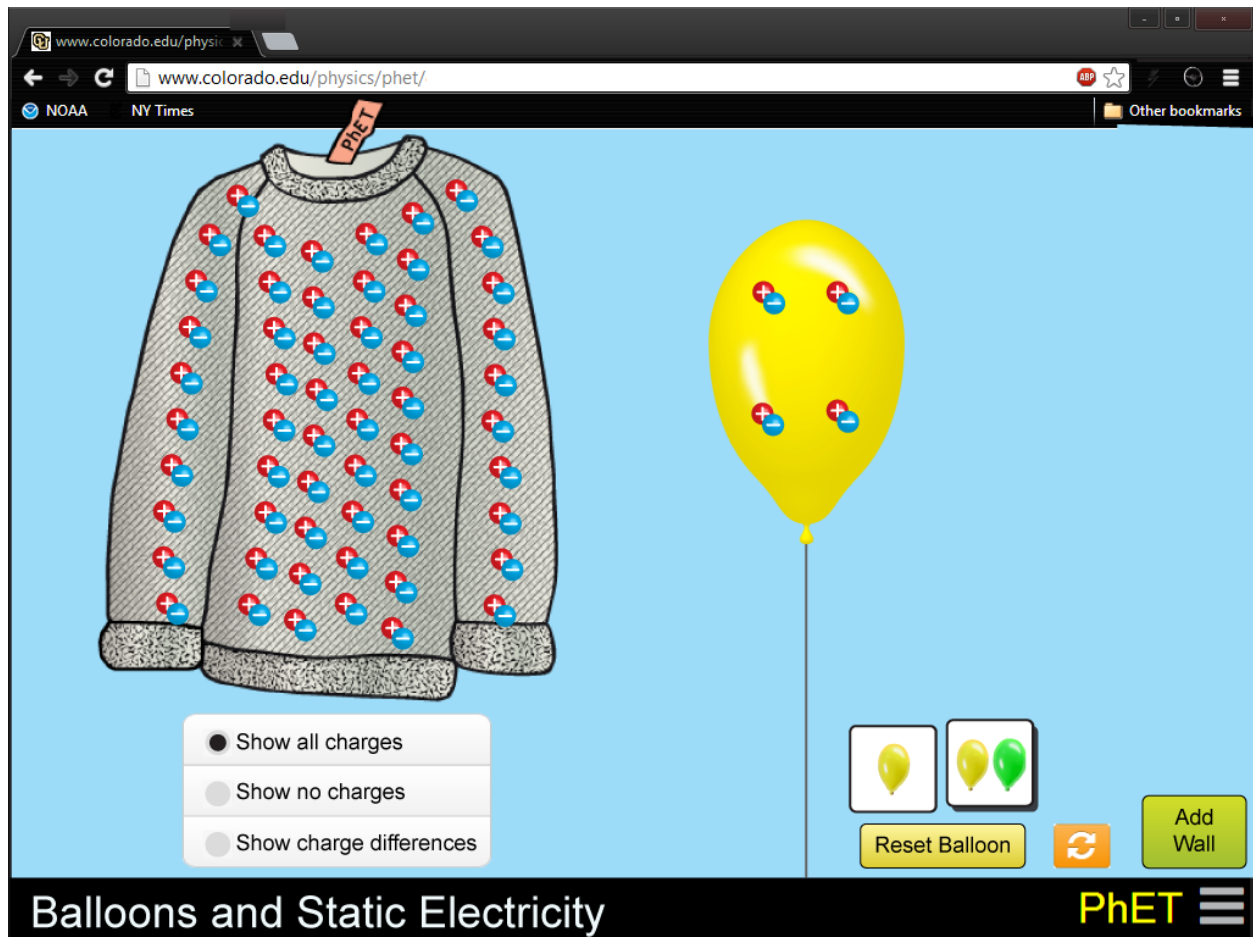 www.colorado.edu/physic
www.colorado.edu/physics/phet/
ABP
NOAA
NY Times
Other bookmarks
PhET
Show all charges
Show no charges
Show charge differences
Reset Balloon
Add
Wall
Balloons and Static Electricity
PhET